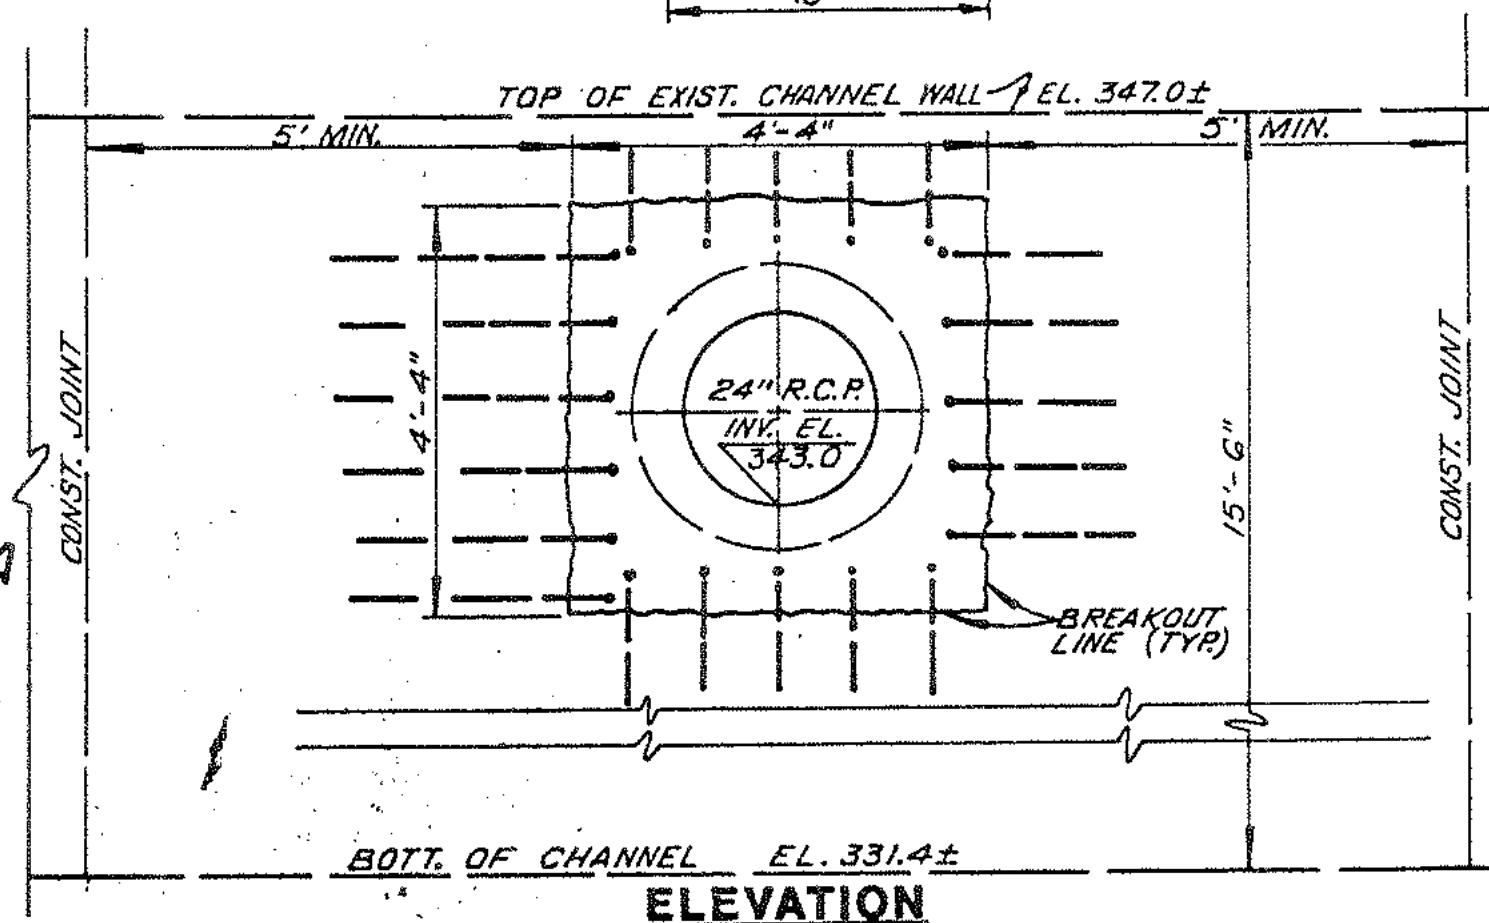 TOP OF EXIST. CHANNEL WALL EL. 347.0±
5' MIN.
4'-4"
5' MIN.
4'-4"
CONST. JOINT
24" R.C.P.
INV. EL.
343.0
15'-6"
CONST. JOINT
BREAKOUT
LINE (TYP.)
BOTT. OF CHANNEL EL. 331.4±
ELEVATION